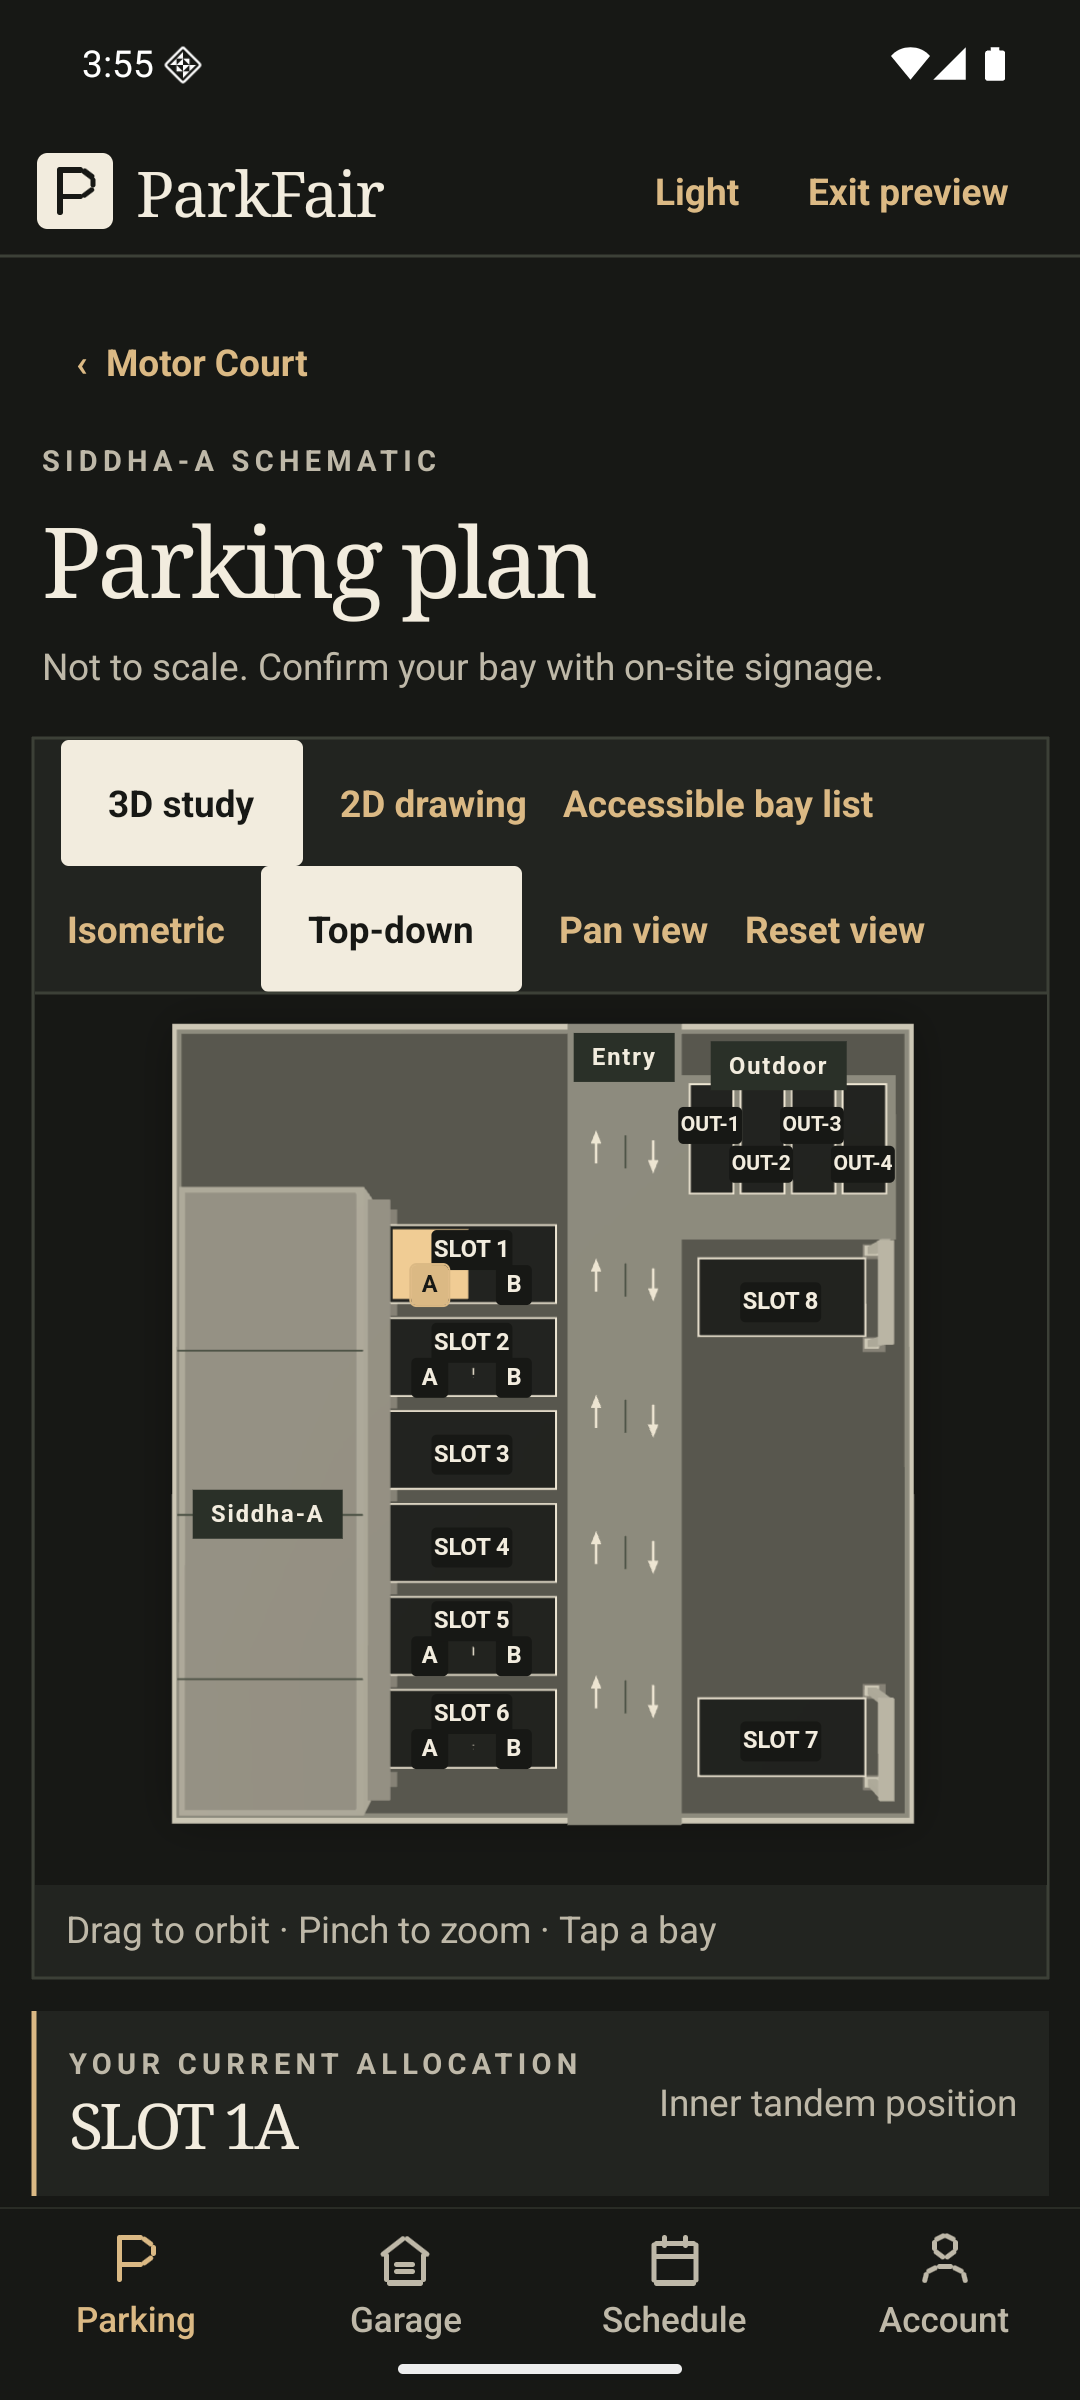 3:55
ParkFair
Light
Exit preview
‹ Motor Court
SIDDHA-A SCHEMATIC
Parking plan
Not to scale. Confirm your bay with on-site signage.
3D study
2D drawing
Accessible bay list
Isometric
Top-down
Pan view
Reset view
Entry
Outdoor
OUT-1
OUT-3
OUT-2
OUT-4
SLOT 1
A
B
SLOT 8
SLOT 2
A
B
SLOT 3
Siddha-A
SLOT 4
SLOT 5
A
B
SLOT 6
A
B
SLOT 7
Drag to orbit · Pinch to zoom · Tap a bay
YOUR CURRENT ALLOCATION
SLOT 1A
Inner tandem position
Parking
Garage
Schedule
Account